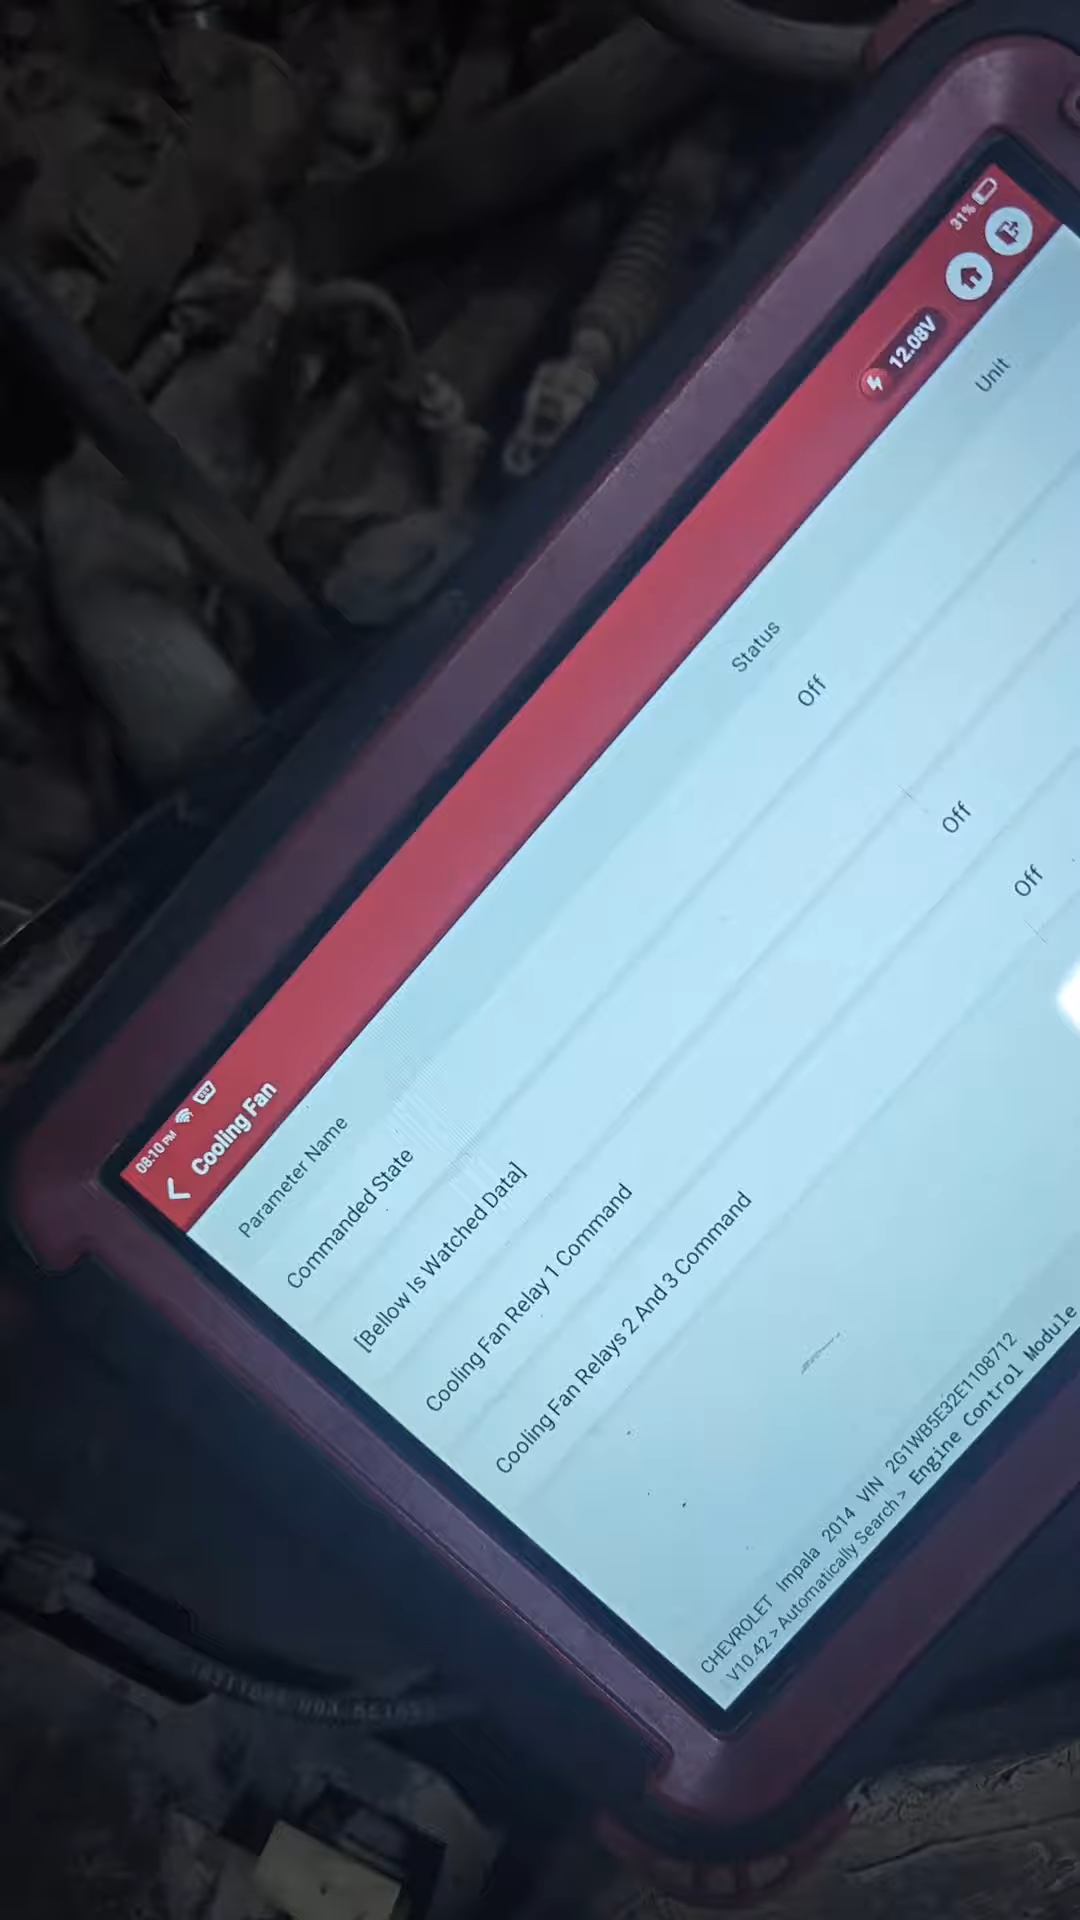 08:10 PM
31%
Cooling Fan
12.08V
Parameter Name Status Unit
Commanded State Off
[Bellow Is Watched Data]
Cooling Fan Relay 1 Command Off
Cooling Fan Relays 2 And 3 Command Off
CHEVROLET Impala 2014 VIN 2G1WB5E32E1108712
V10.42 > Automatically Search > Engine Control Module